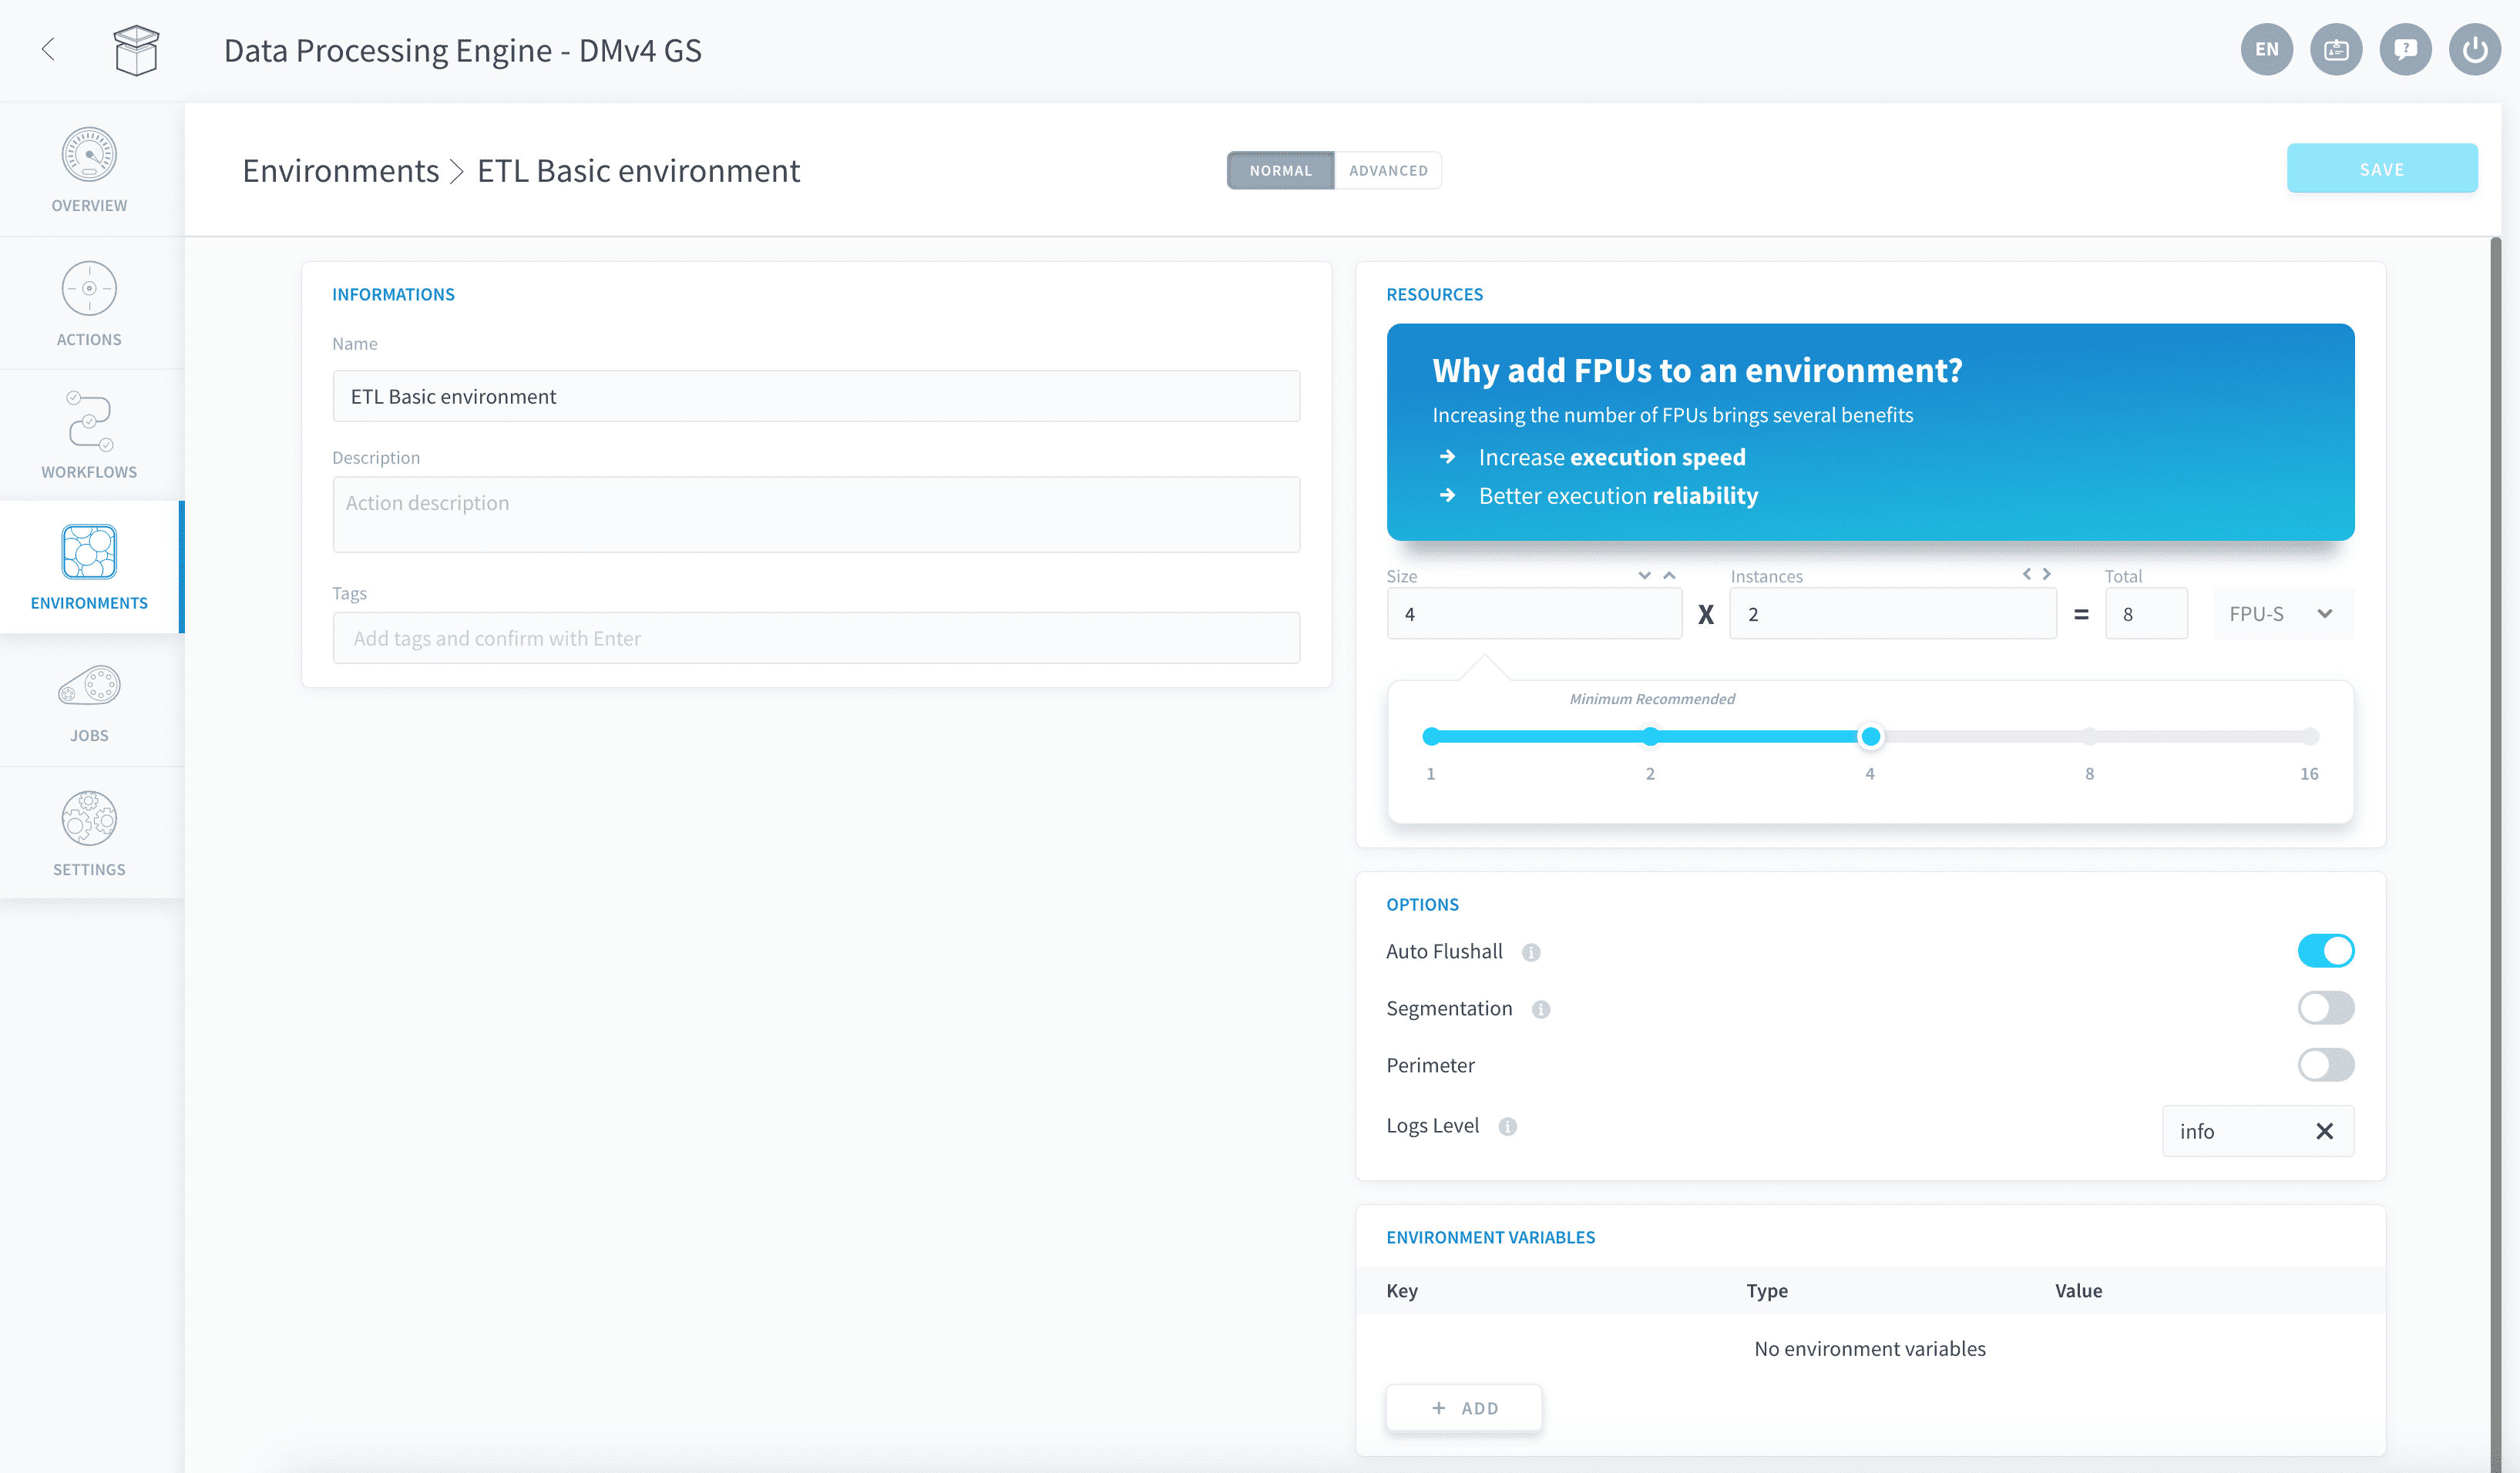 Data Processing Engine - DMv4 GS
EN
OVERVIEW
ACTIONS
WORKFLOWS
ENVIRONMENTS
JOBS
SETTINGS
Environments > ETL Basic environment
NORMAL ADVANCED
SAVE
INFORMATIONS
Name
ETL Basic environment
Description
Action description
Tags
Add tags and confirm with Enter
RESOURCES
Why add FPUs to an environment?
Increasing the number of FPUs brings several benefits
→ Increase execution speed
→ Better execution reliability
Size Instances Total
4 X 2 = 8 FPU-S
Minimum Recommended
1 2 4 8 16
OPTIONS
Auto Flushall i
Segmentation i
Perimeter
Logs Level i
info
ENVIRONMENT VARIABLES
Key Type Value
No environment variables
+ ADD